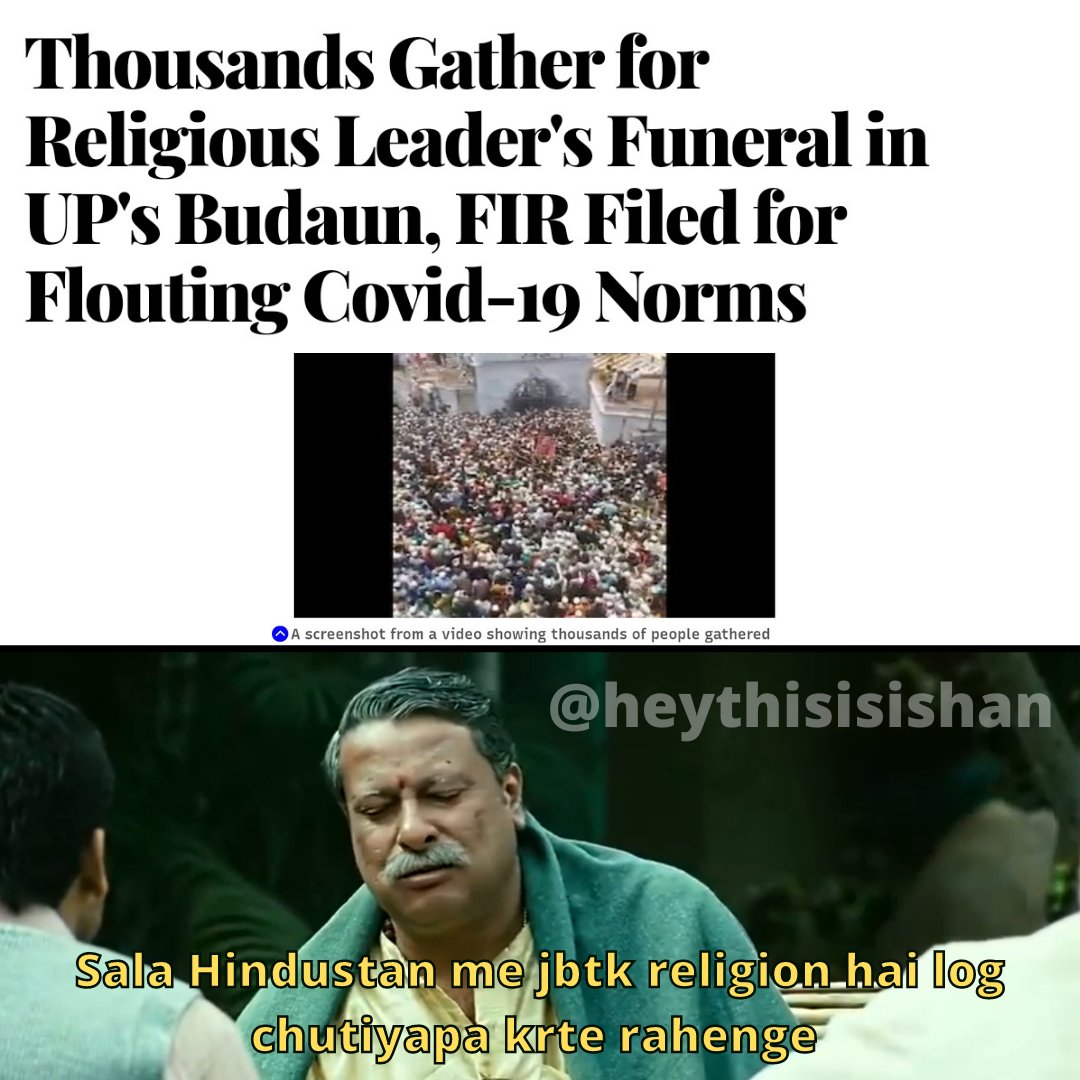 Thousands Gather for
Religious Leader's Funeral in
UP's Budaun, FIR Filed for
Flouting Covid-19 Norms
A screenshot from a video showing thousands of people gathered
@heythisisishan
Sala Hindustan me jbtk religion hai log
chutiyapa krte rahenge